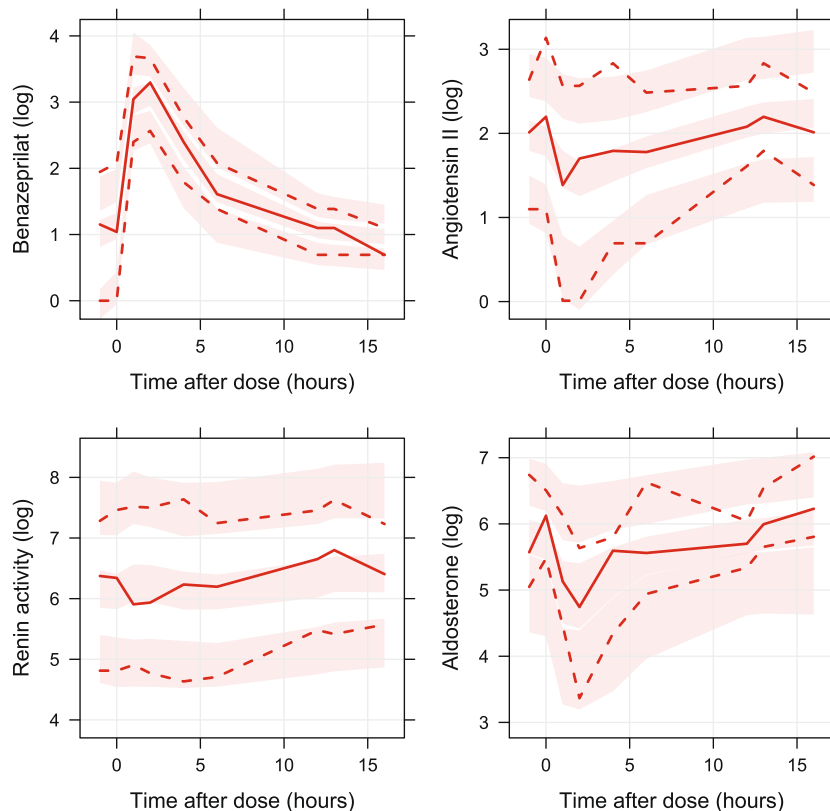 Benazeprilat (log)
4
3
2
1
0
0 5 10 15
Time after dose (hours)
Angiotensin II (log)
3
2
1
0
0 5 10 15
Time after dose (hours)
Renin activity (log)
8
7
6
5
4
0 5 10 15
Time after dose (hours)
Aldosterone (log)
7
6
5
4
3
0 5 10 15
Time after dose (hours)